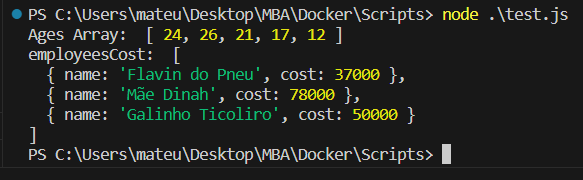 PS C:\Users\mateu\Desktop\MBA\Docker\Scripts> node .\test.js
Ages Array:  [ 24, 26, 21, 17, 12 ]
employeesCost:  [
  { name: 'Flavin do Pneu', cost: 37000 },
  { name: 'Mãe Dinah', cost: 78000 },
  { name: 'Galinho Ticoliro', cost: 50000 }
]
PS C:\Users\mateu\Desktop\MBA\Docker\Scripts>